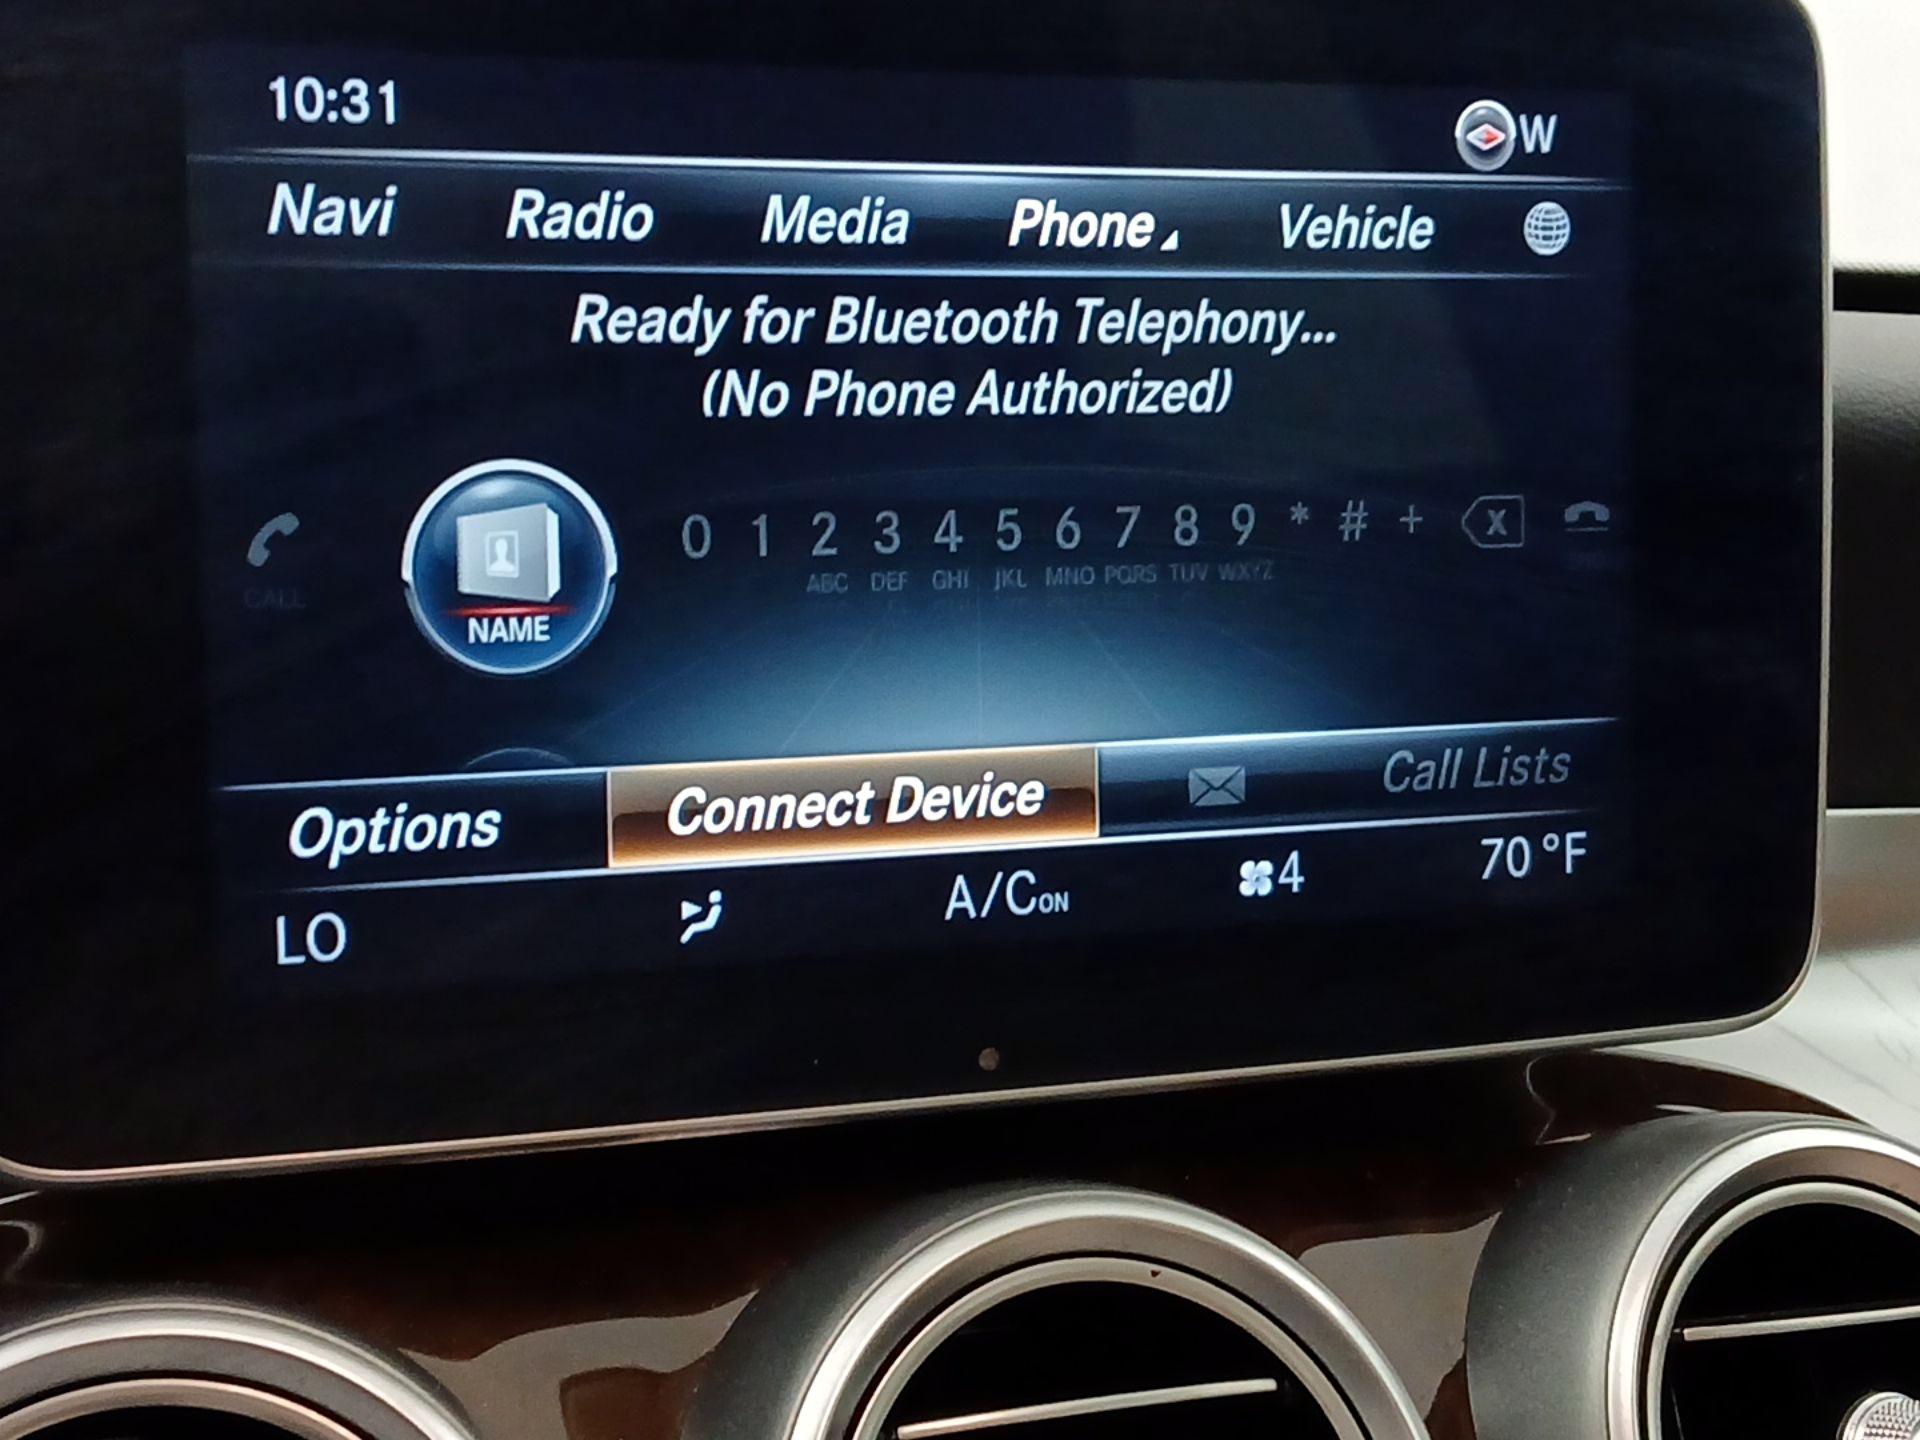 10:31
W
Navi Radio Media Phone Vehicle
Ready for Bluetooth Telephony...
(No Phone Authorized)
0 1 2 3 4 5 6 7 8 9 * # + X
CALL ABC DEF GHI JKL MNO PQRS TUV WXYZ
NAME
Options Connect Device Call Lists
LO A/C ON 4 70 °F